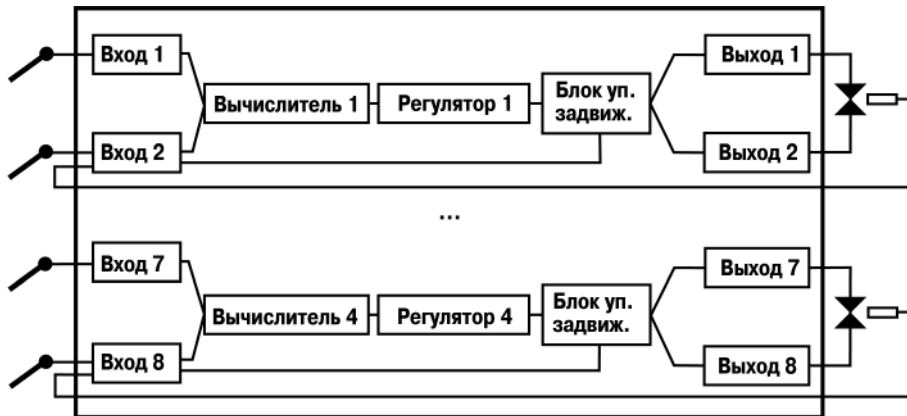 Вход 1
Вычислитель 1
Регулятор 1
Блок уп.
задвиж.
Выход 1
Вход 2
Выход 2
...
Вход 7
Вычислитель 4
Регулятор 4
Блок уп.
задвиж.
Выход 7
Вход 8
Выход 8